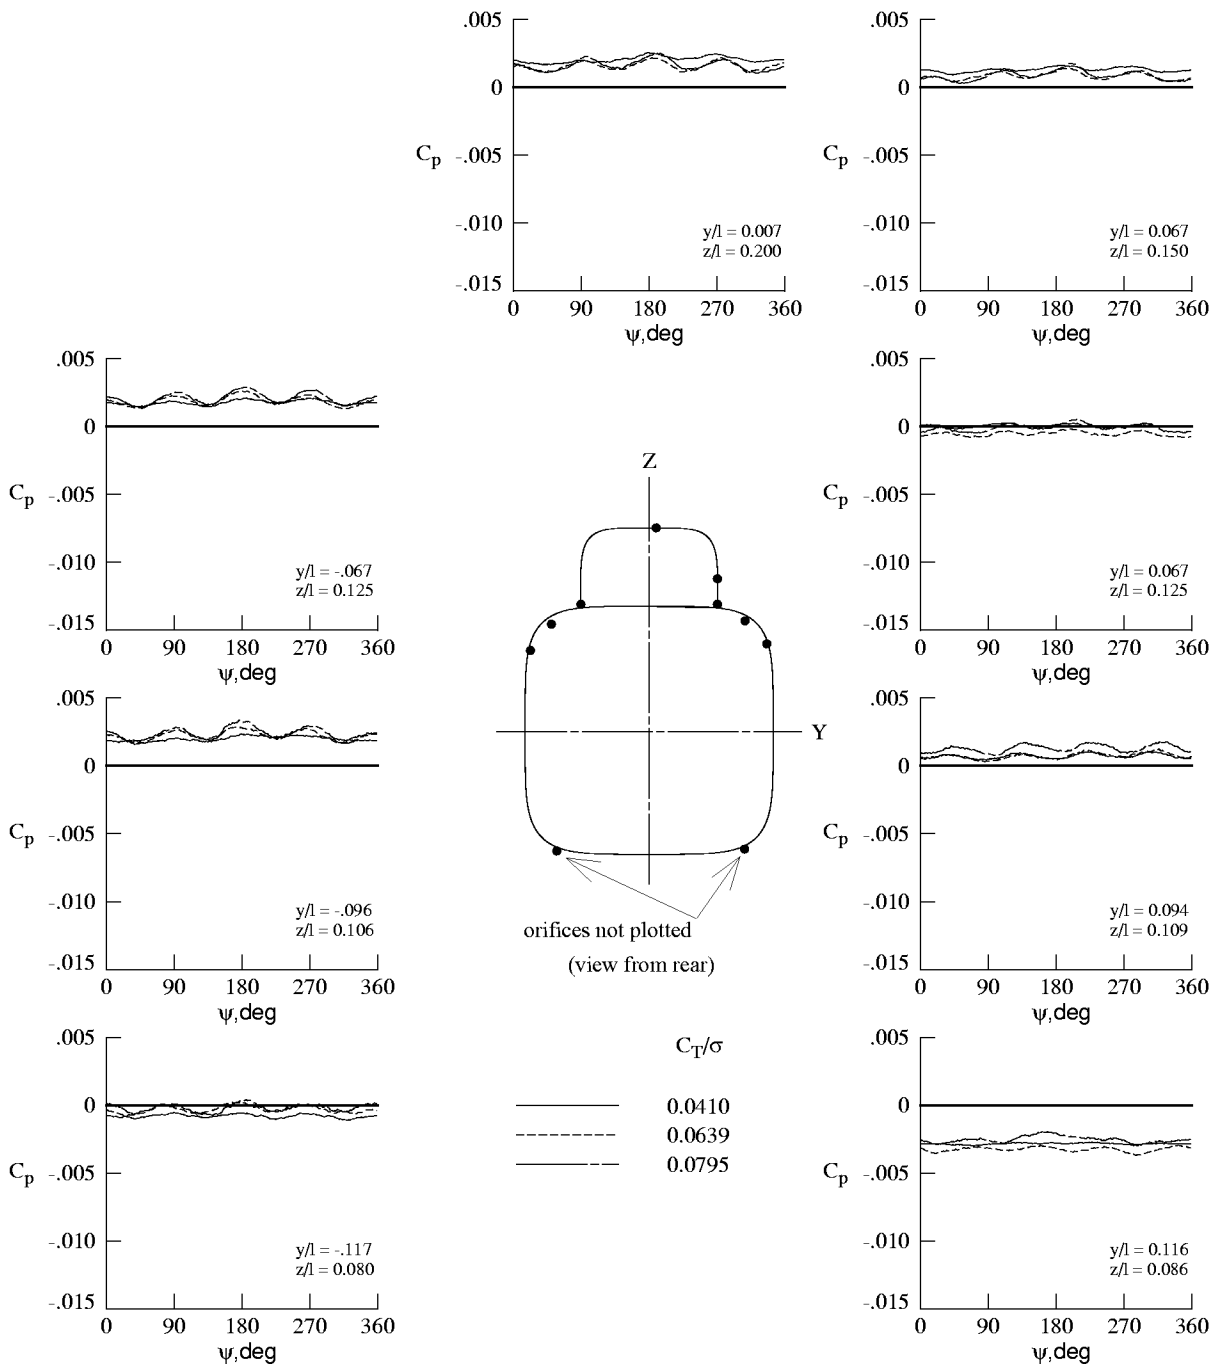 .005
0
-.005
-.010
-.015
C_p
y/l = 0.007
z/l = 0.200
0 90 180 270 360
ψ,deg
.005
0
-.005
-.010
-.015
C_p
y/l = 0.067
z/l = 0.150
0 90 180 270 360
ψ,deg
.005
0
-.005
-.010
-.015
C_p
y/l = -.067
z/l = 0.125
0 90 180 270 360
ψ,deg
.005
0
-.005
-.010
-.015
C_p
y/l = 0.067
z/l = 0.125
0 90 180 270 360
ψ,deg
Z
Y
orifices not plotted
(view from rear)
.005
0
-.005
-.010
-.015
C_p
y/l = -.096
z/l = 0.106
0 90 180 270 360
ψ,deg
.005
0
-.005
-.010
-.015
C_p
y/l = 0.094
z/l = 0.109
0 90 180 270 360
ψ,deg
.005
0
-.005
-.010
-.015
C_p
y/l = -.117
z/l = 0.080
0 90 180 270 360
ψ,deg
C_T/σ
0.0410
0.0639
0.0795
.005
0
-.005
-.010
-.015
C_p
y/l = 0.116
z/l = 0.086
0 90 180 270 360
ψ,deg